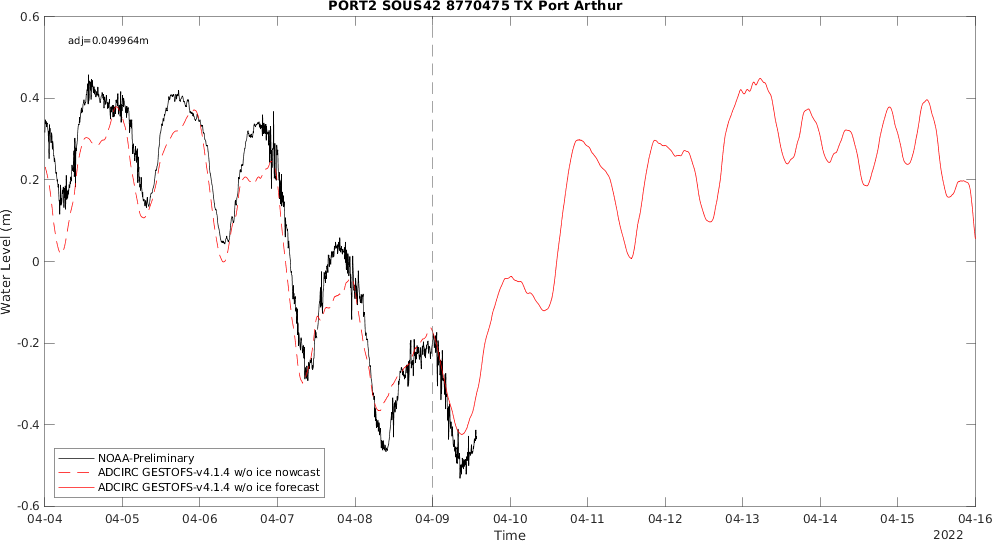 PORT2 SOUS42 8770475 TX Port Arthur
adj=0.049964m
0.6
0.4
0.2
0
-0.2
-0.4
-0.6
Water Level (m)
NOAA-Preliminary
ADCIRC GESTOFS-v4.1.4 w/o ice nowcast
ADCIRC GESTOFS-v4.1.4 w/o ice forecast
04-04 04-05 04-06 04-07 04-08 04-09 04-10 04-11 04-12 04-13 04-14 04-15 04-16
Time
2022